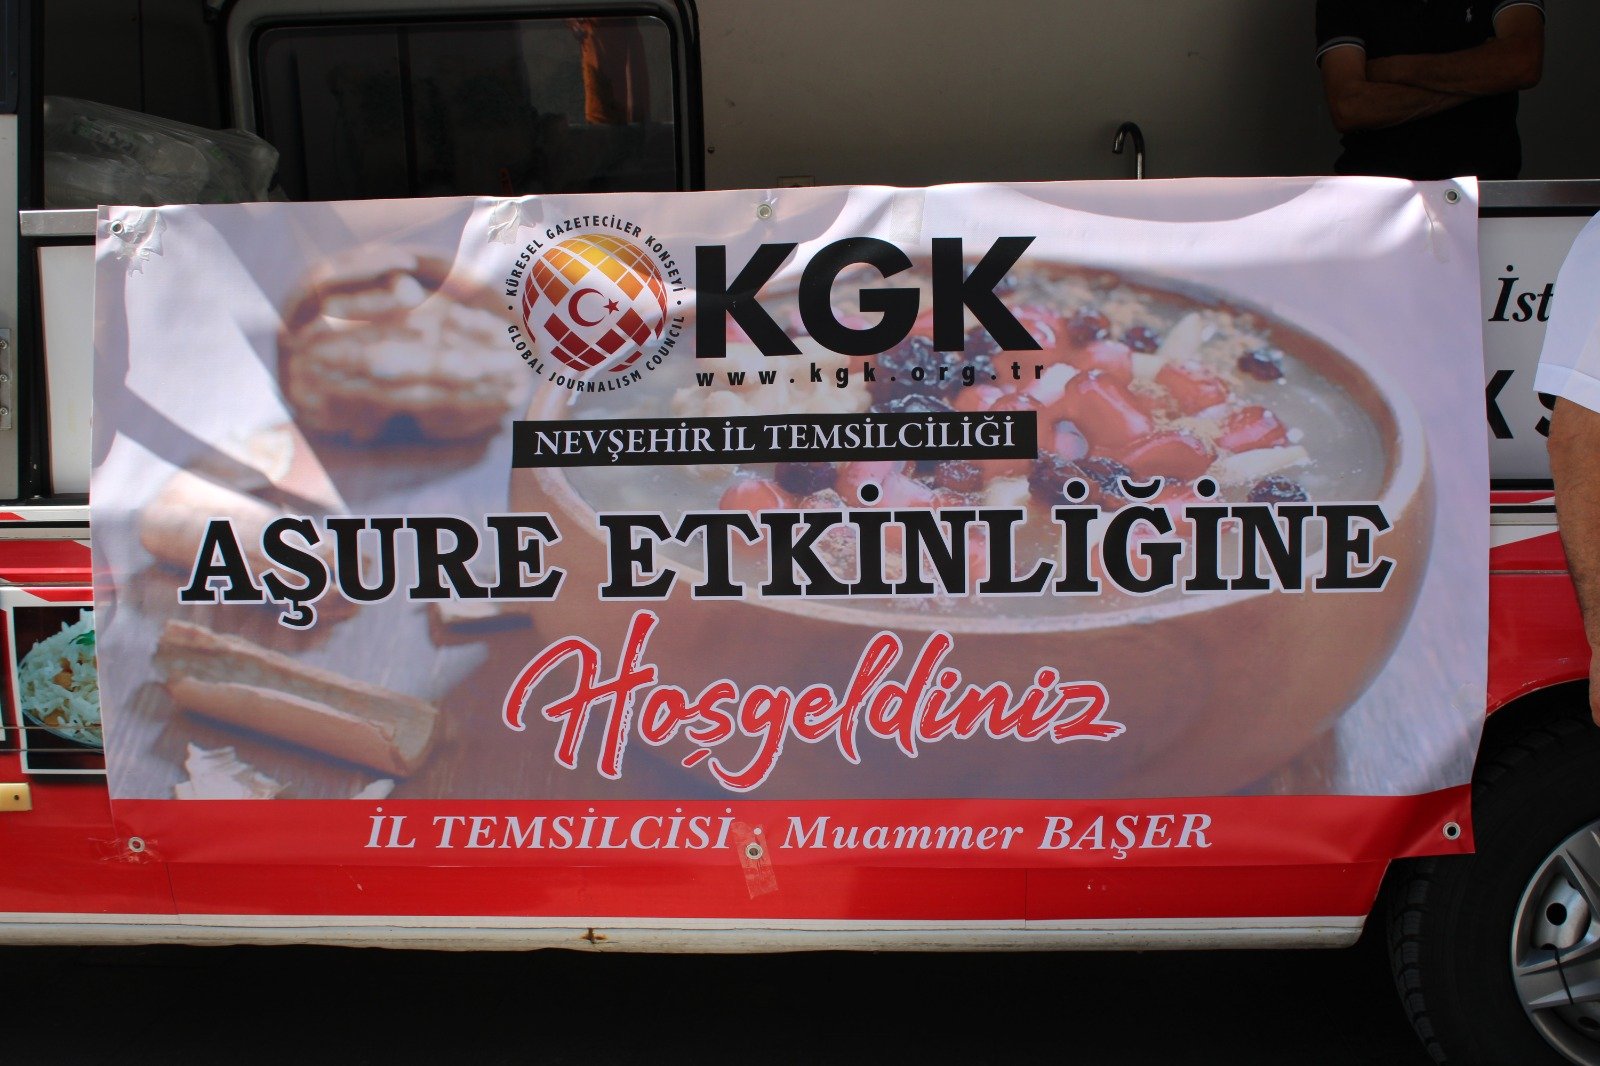 KÜRESEL GAZETECİLER KONSEYİ
GLOBAL JOURNALISM COUNCIL
KGK
www.kgk.org.tr
NEVŞEHİR İL TEMSİLCİLİĞİ
AŞURE ETKİNLİĞİNE
Hoşgeldiniz
İL TEMSİLCİSİ : Muammer BAŞER